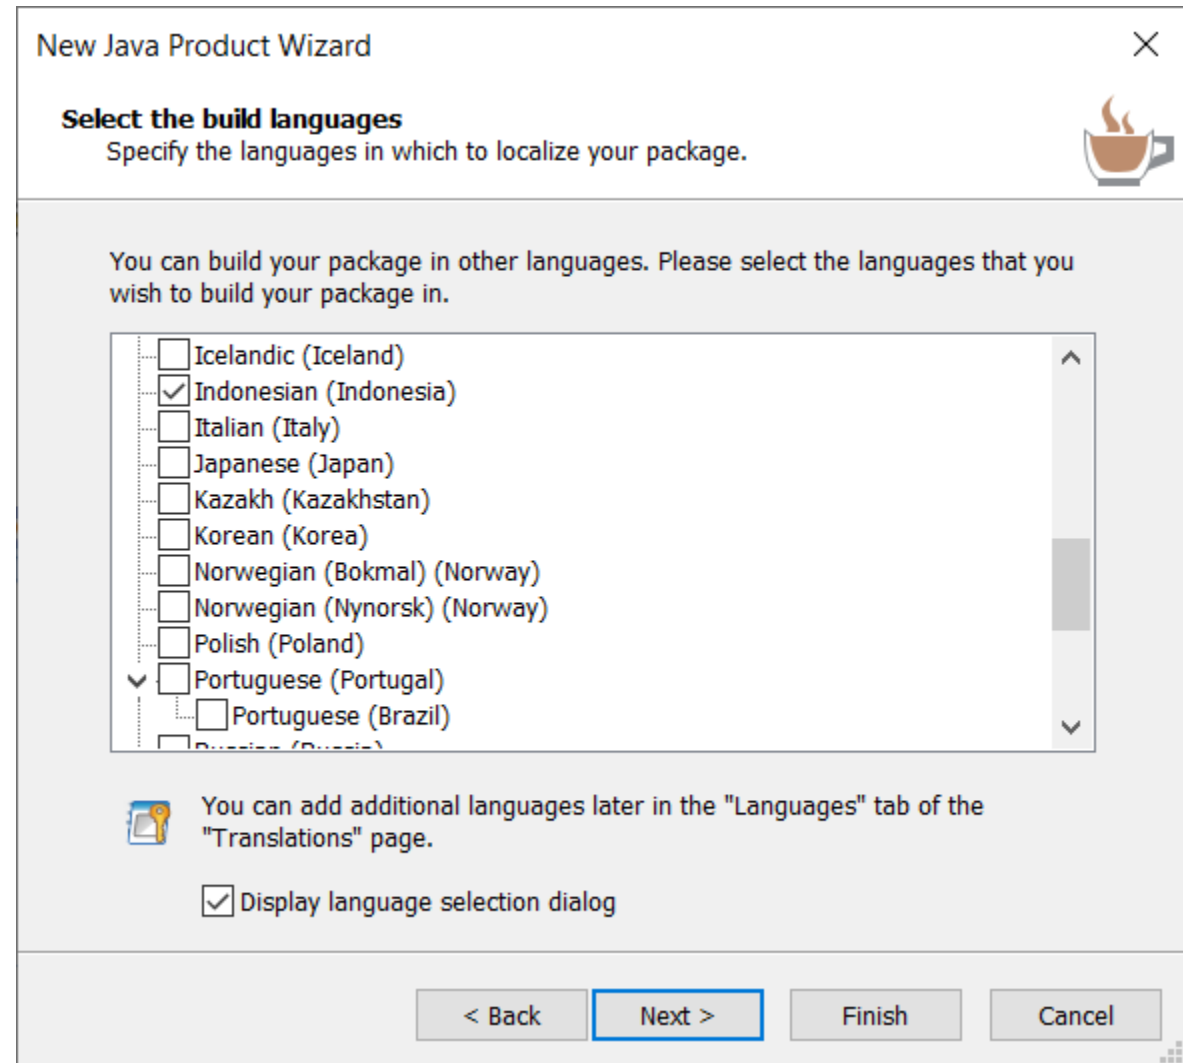 New Java Product Wizard
Select the build languages
Specify the languages in which to localize your package.
You can build your package in other languages. Please select the languages that you
wish to build your package in.
Icelandic (Iceland)
Indonesian (Indonesia)
Italian (Italy)
Japanese (Japan)
Kazakh (Kazakhstan)
Korean (Korea)
Norwegian (Bokmal) (Norway)
Norwegian (Nynorsk) (Norway)
Polish (Poland)
Portuguese (Portugal)
Portuguese (Brazil)
Russian (Russia)
You can add additional languages later in the "Languages" tab of the
"Translations" page.
Display language selection dialog
< Back
Next >
Finish
Cancel